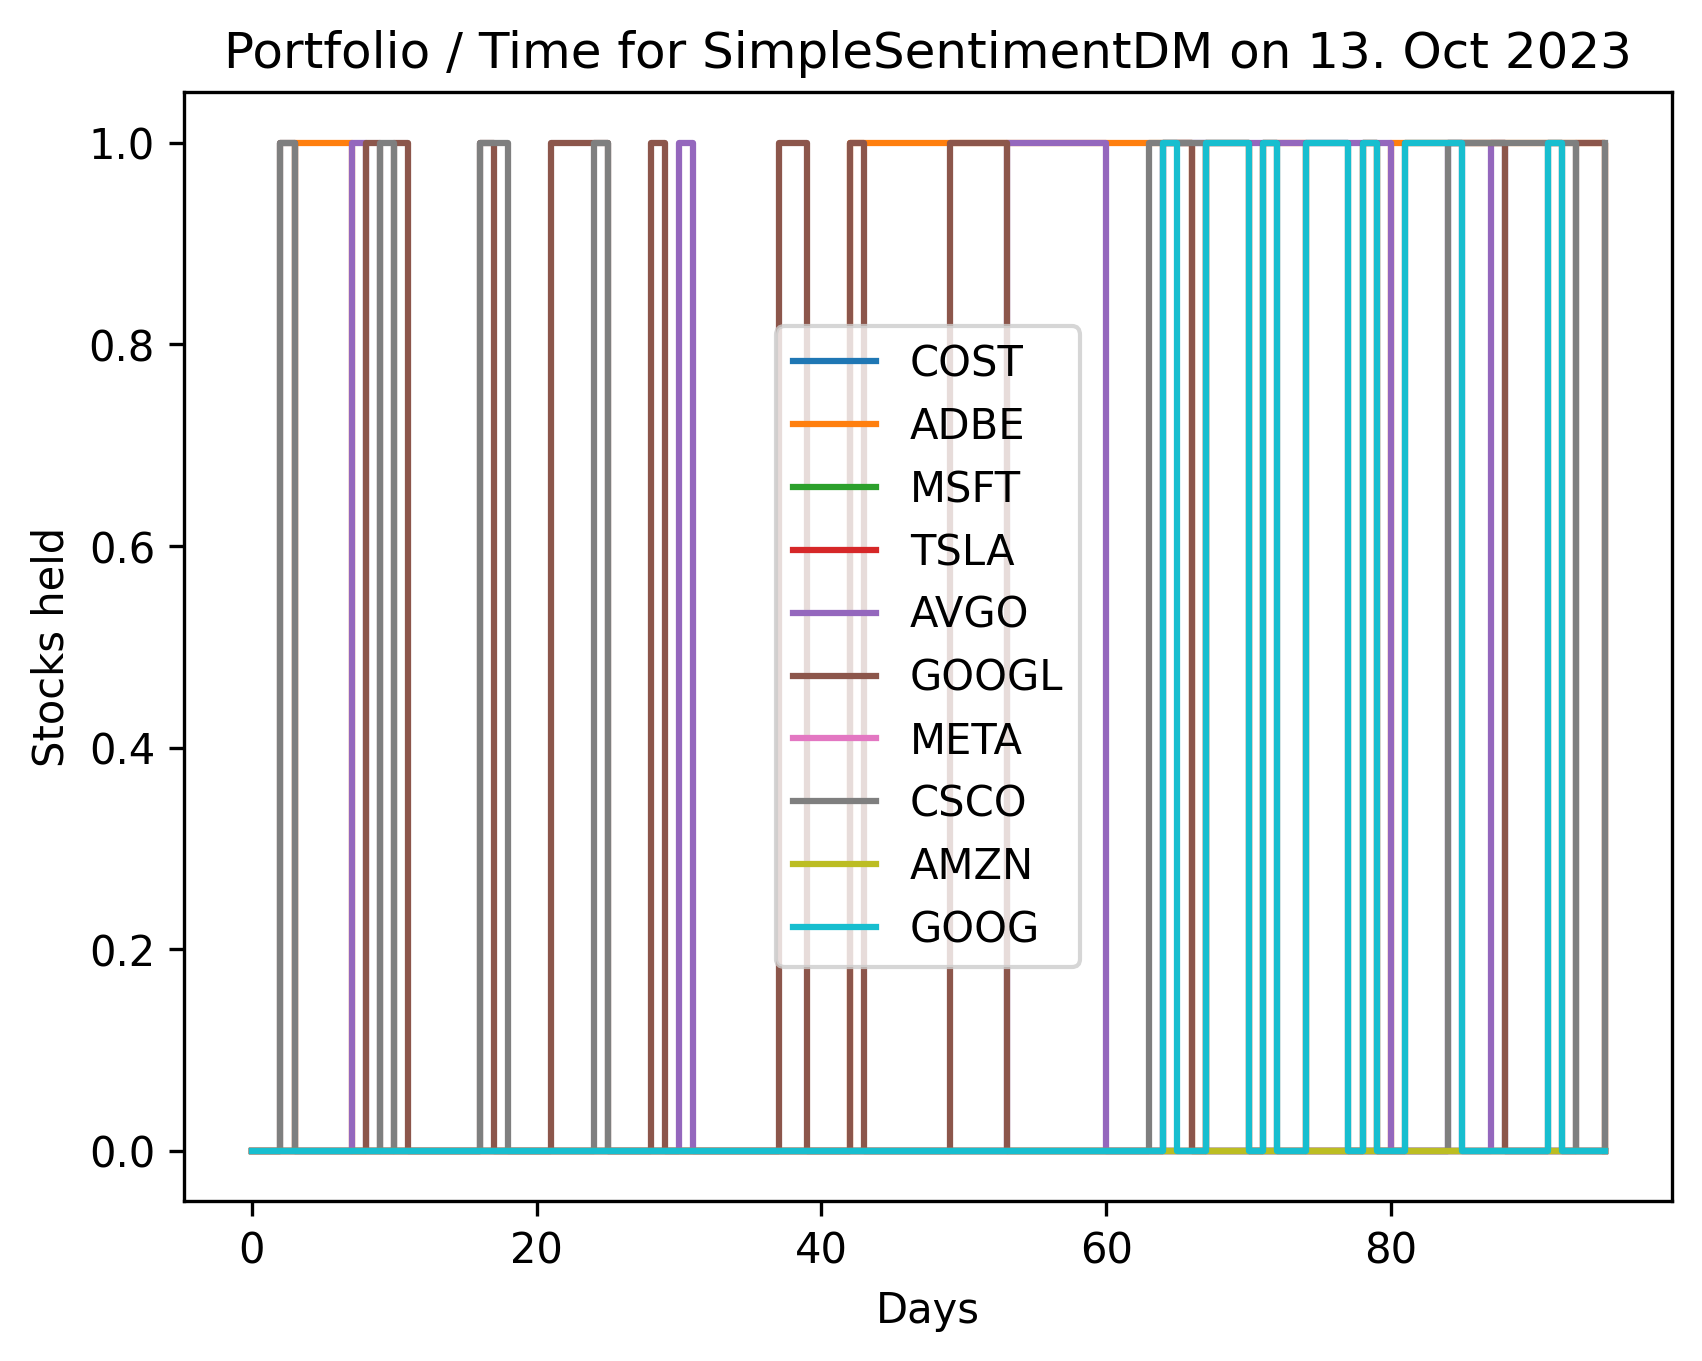 Portfolio / Time for SimpleSentimentDM on 13. Oct 2023
1.0
0.8
0.6
0.4
0.2
0.0
Stocks held
COST
ADBE
MSFT
TSLA
AVGO
GOOGL
META
CSCO
AMZN
GOOG
0 20 40 60 80
Days